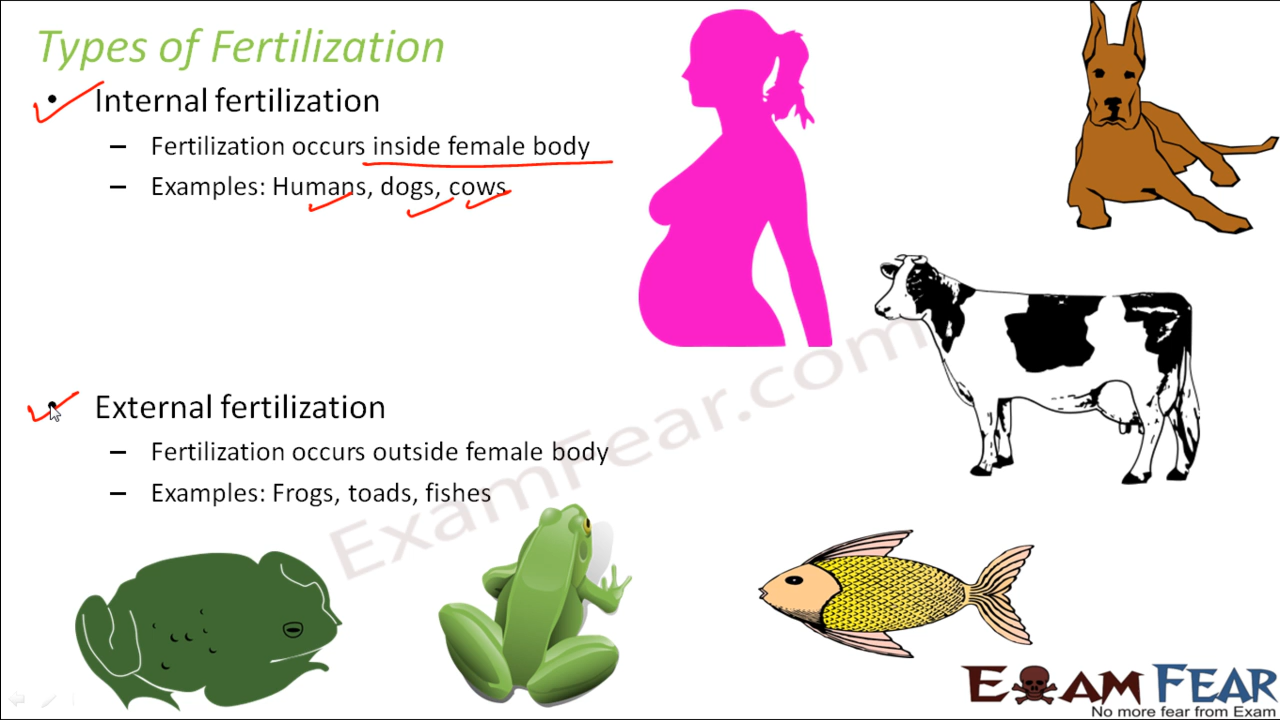 Types of Fertilization
• Internal fertilization
– Fertilization occurs inside female body
– Examples: Humans, dogs, cows
• External fertilization
– Fertilization occurs outside female body
– Examples: Frogs, toads, fishes
ExamFear.com
EXAM FEAR
No more fear from Exam